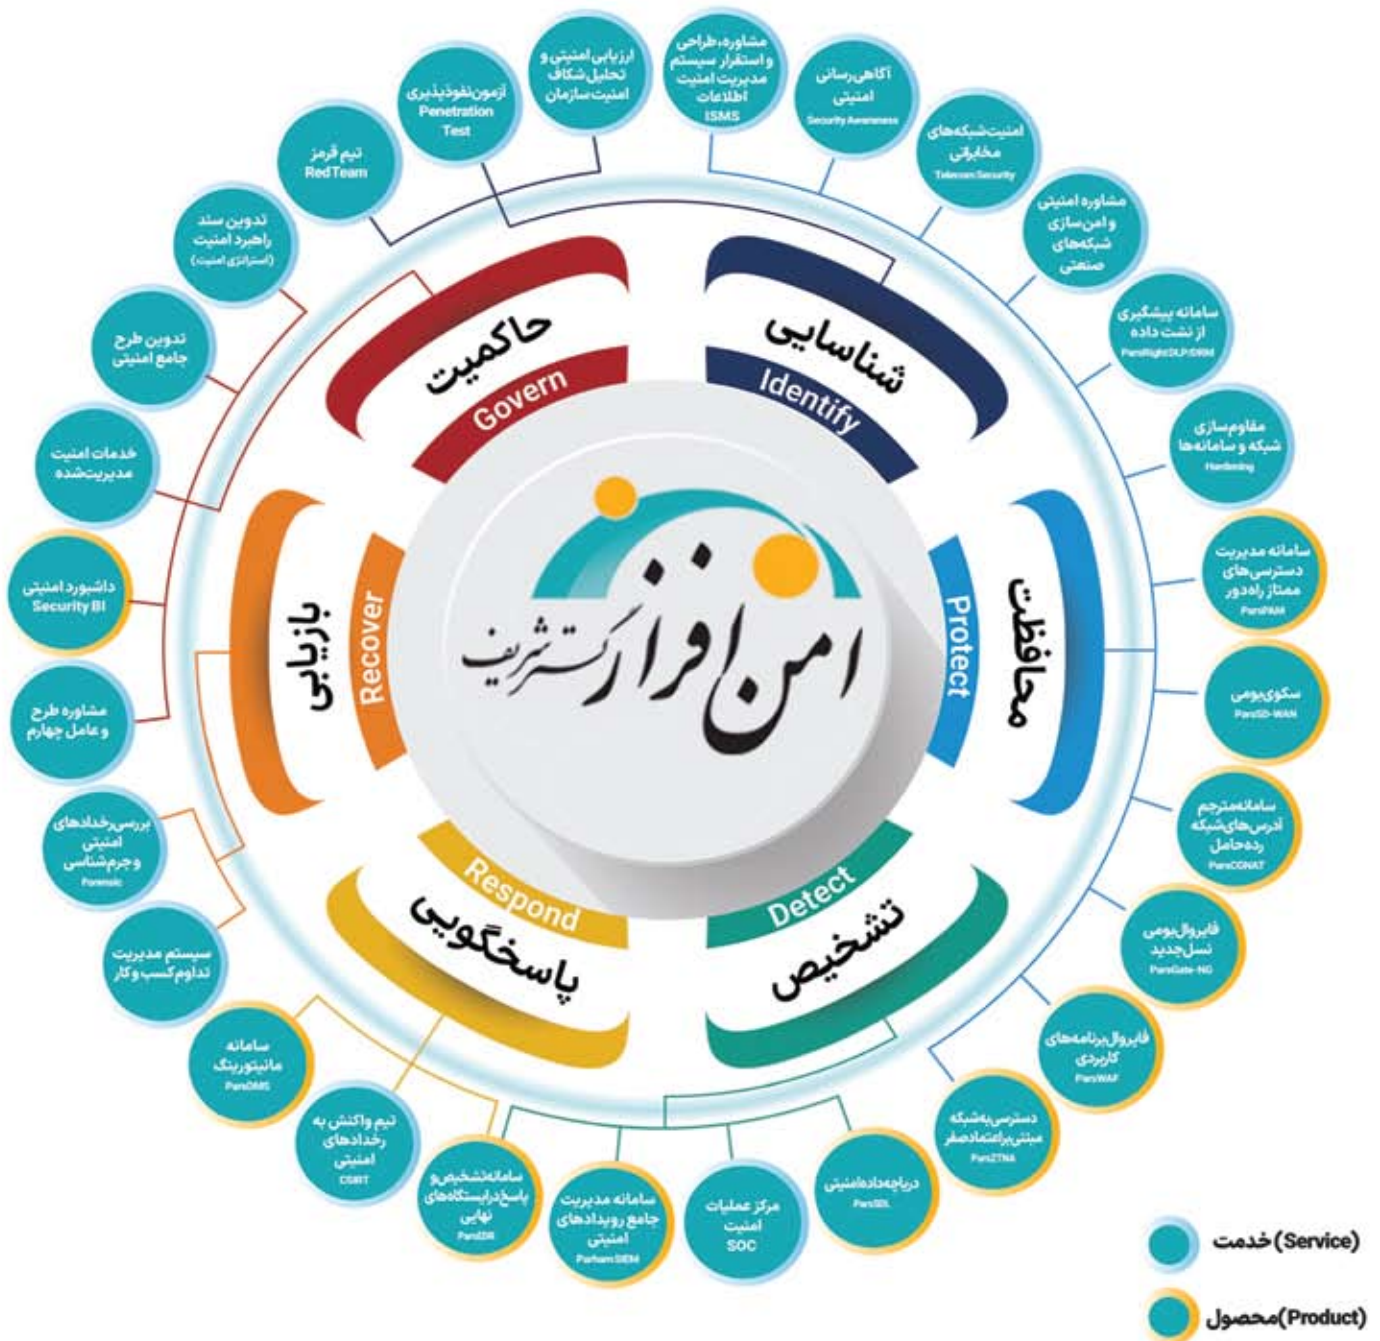 ارزیابی امنیتی و
تحلیل شکاف
امنیت سازمان
مشاوره، طراحی
و استقرار سیستم
مدیریت امنیت
اطلاعات
ISMS
آگاهی‌رسانی
امنیتی
Security Awareness
امنیت شبکه‌های
مخابراتی
Telecom Security
مشاوره امنیتی
و امن‌سازی
شبکه‌های
صنعتی
سامانه پیشگیری
از نشت داده
ParsRight DLP/DRM
مقاوم‌سازی
شبکه و سامانه‌ها
Hardening
سامانه مدیریت
دسترسی‌های
ممتاز راه دور
ParsPAM
سکوی بومی
ParsSD-WAN
سامانه مترجم
آدرس‌های شبکه
رده حامل
ParsCGNAT
فایروال بومی
نسل جدید
ParsGate-NG
فایروال برنامه‌های
کاربردی
ParsWAF
دسترسی به شبکه
مبتنی بر اعتماد صفر
ParsZTNA
دریاچه داده امنیتی
ParsSDL
مرکز عملیات
امنیت
SOC
سامانه مدیریت
جامع رویدادهای
امنیتی
Parham SIEM
سامانه تشخیص و
پاسخ در ایستگاه‌های
نهایی
ParsEDR
تیم واکنش به
رخدادهای
امنیتی
CSIRT
سامانه
مانیتورینگ
ParsOMS
سیستم مدیریت
تداوم کسب و کار
بررسی رخدادهای
امنیتی
و جرم‌شناسی
Forensic
مشاوره طرح
و عامل چهارم
داشبورد امنیتی
Security BI
خدمات امنیت
مدیریت‌شده
تدوین طرح
جامع امنیتی
تدوین سند
راهبرد امنیت
(استراتژی امنیت)
تیم قرمز
Red Team
آزمون نفوذپذیری
Penetration
Test
حاکمیت
Govern
شناسایی
Identify
محافظت
Protect
تشخیص
Detect
پاسخگویی
Respond
بازیابی
Recover
امن افزار گستر شریف
خدمت (Service)
محصول (Product)